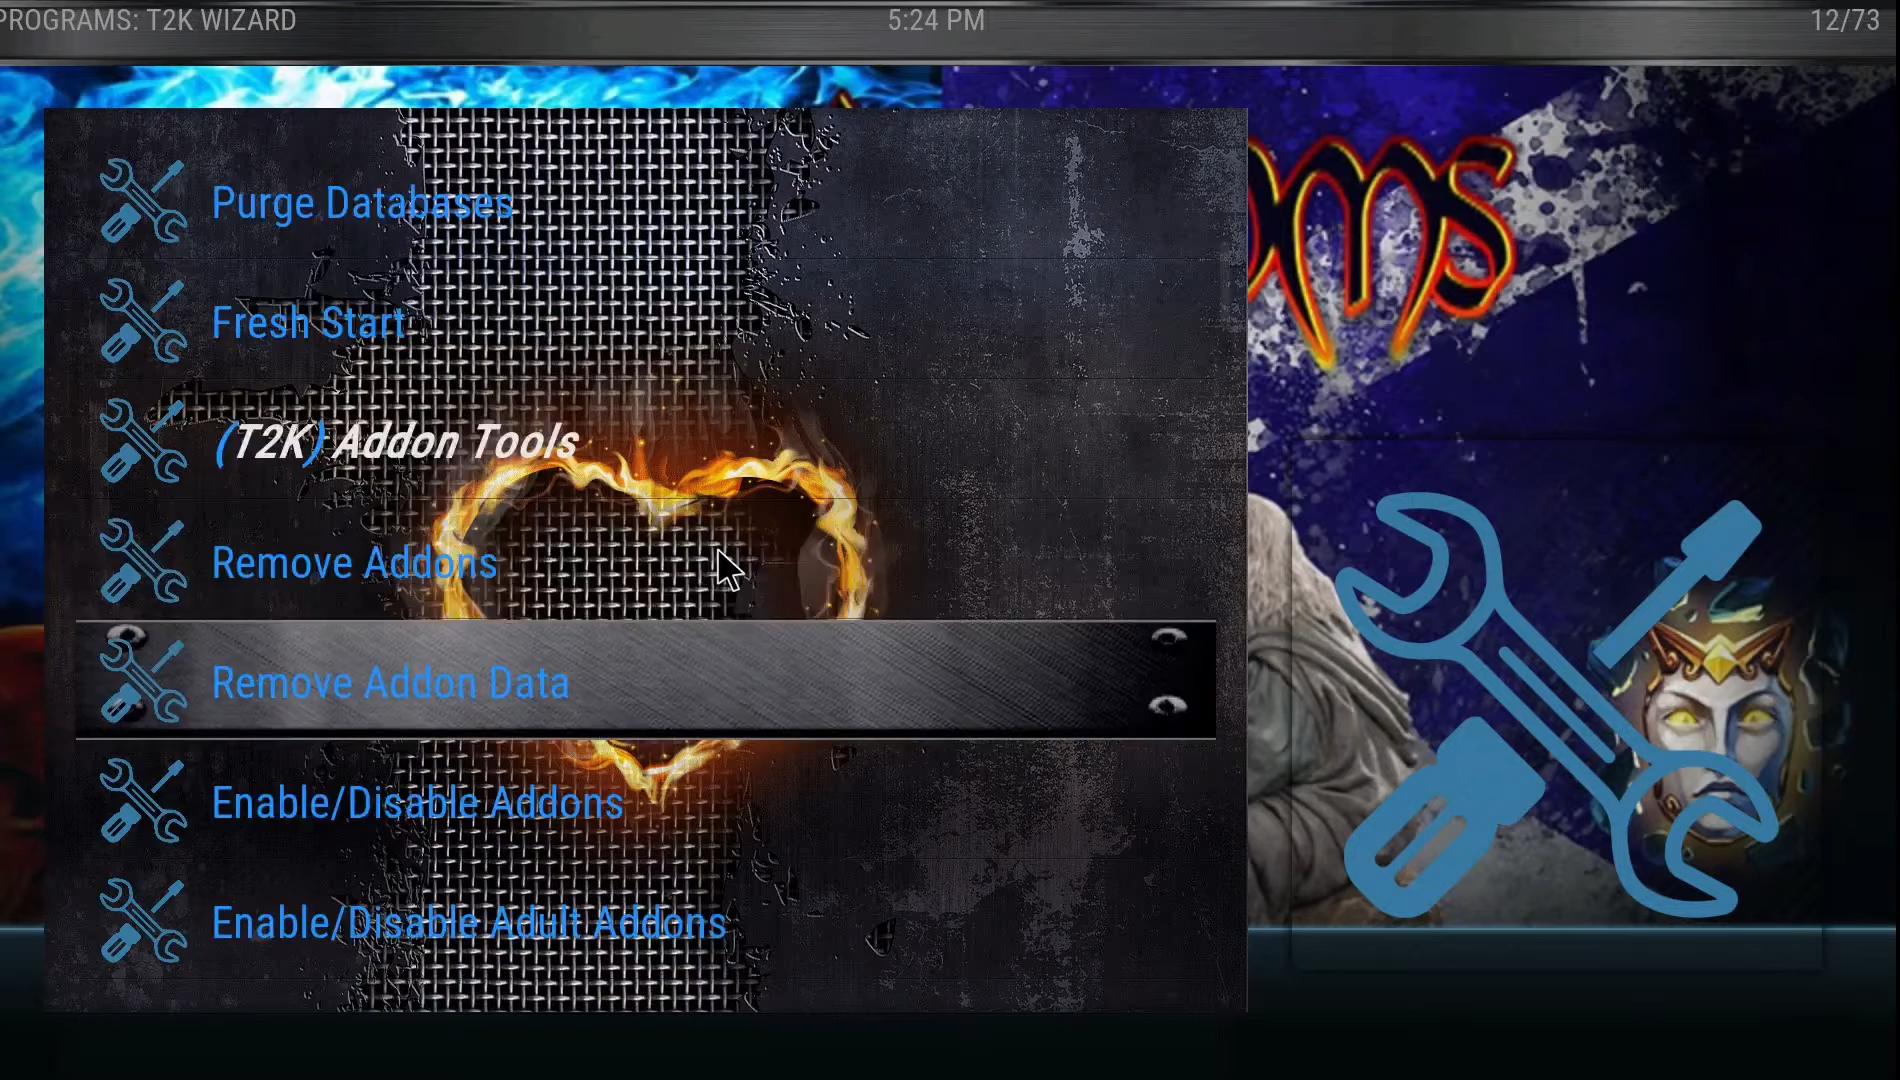 PROGRAMS: T2K WIZARD
5:24 PM
12/73
Purge Databases
Fresh Start
(T2K) Addon Tools
Remove Addons
Remove Addon Data
Enable/Disable Addons
Enable/Disable Adult Addons